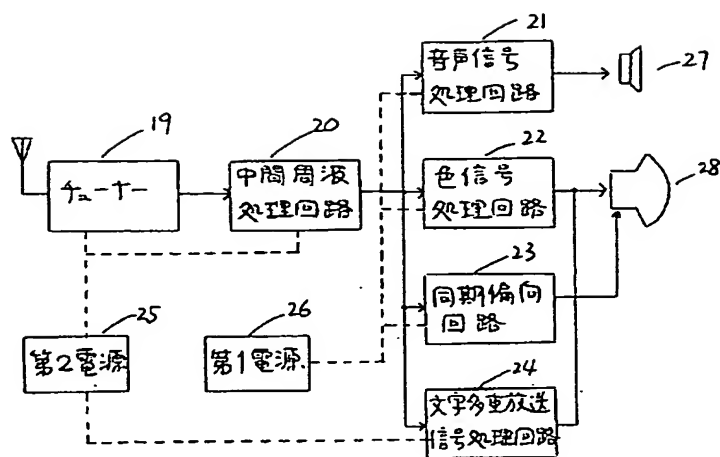 21
音声信号
処理回路
27
19
チューナー
20
中間周波
処理回路
22
色信号
処理回路
28
23
同期偏向
回路
25
第2電源
26
第1電源
24
文字多重放送
信号処理回路